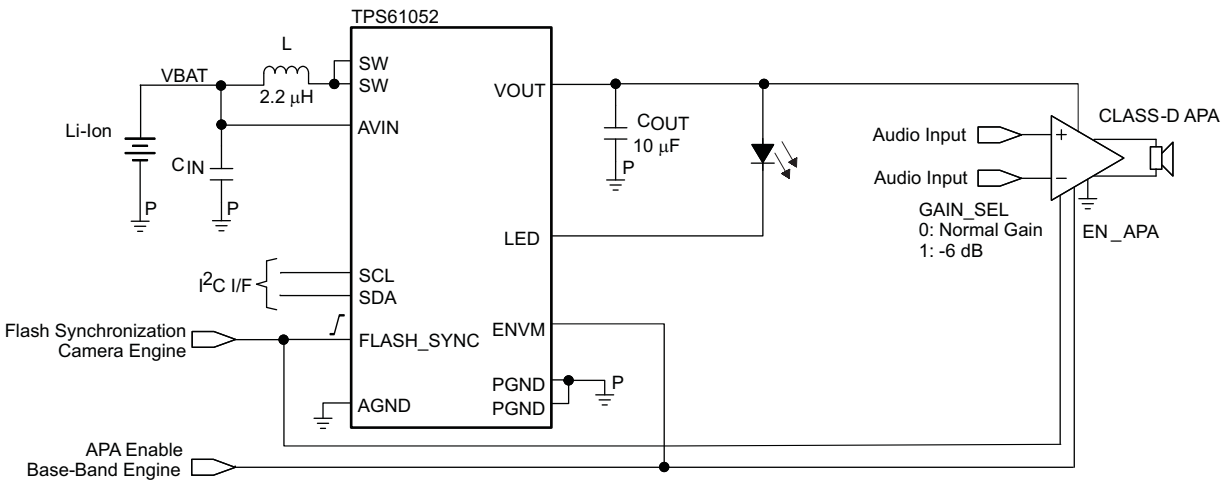 TPS61052
L
VBAT
2.2 μH
SW
SW
AVIN
Li-Ion
CIN
P
P
VOUT
COUT
10 μF
P
CLASS-D APA
Audio Input
+
Audio Input
−
GAIN_SEL
0: Normal Gain
1: -6 dB
EN_APA
LED
I2C I/F
SCL
SDA
Flash Synchronization
Camera Engine
FLASH_SYNC
ENVM
PGND
PGND
P
AGND
APA Enable
Base-Band Engine